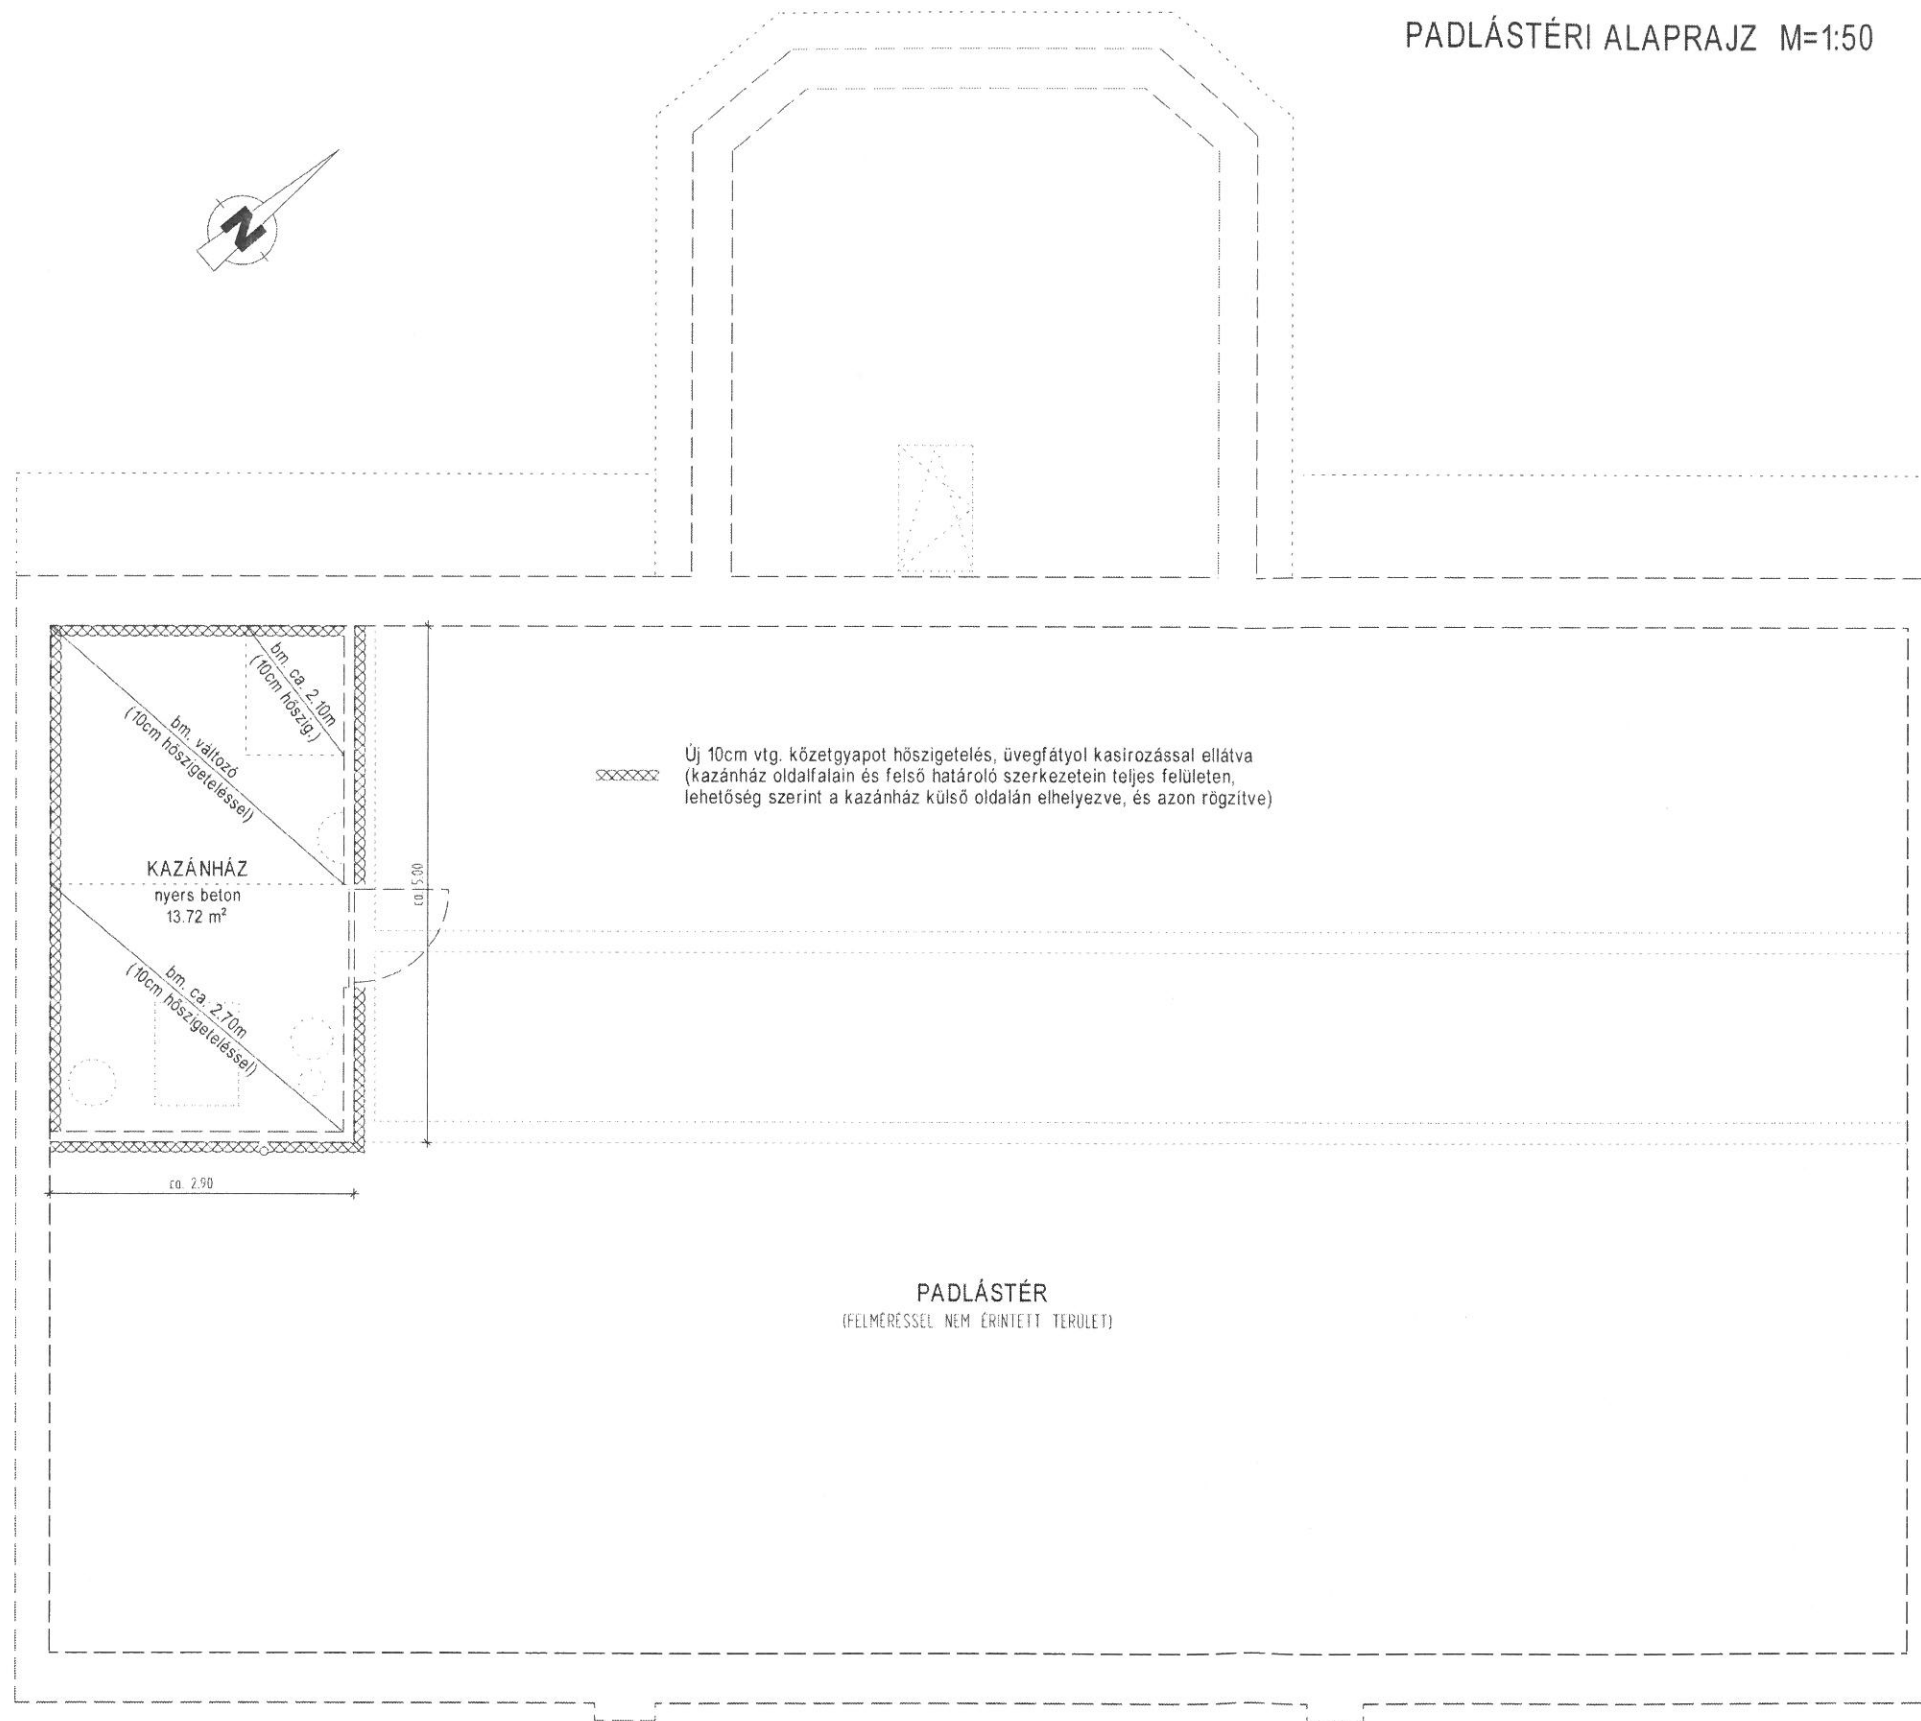 PADLÁSTÉRI ALAPRAJZ M=1:50
N
bm. ca. 2.10m
(10cm hőszig.)
bm. változó
(10cm hőszigeteléssel)
Új 10cm vtg. kőzetgyapot hőszigetelés, üvegfátyol kasírozással ellátva
(kazánház oldalfalain és felső határoló szerkezetein teljes felületen,
lehetőség szerint a kazánház külső oldalán elhelyezve, és azon rögzítve)
KAZÁNHÁZ
nyers beton
13.72 m²
ca. 5.00
bm. ca. 2.70m
(10cm hőszigeteléssel)
ca. 2.90
PADLÁSTÉR
(FELMÉRÉSSEL NEM ÉRINTETT TERÜLET)